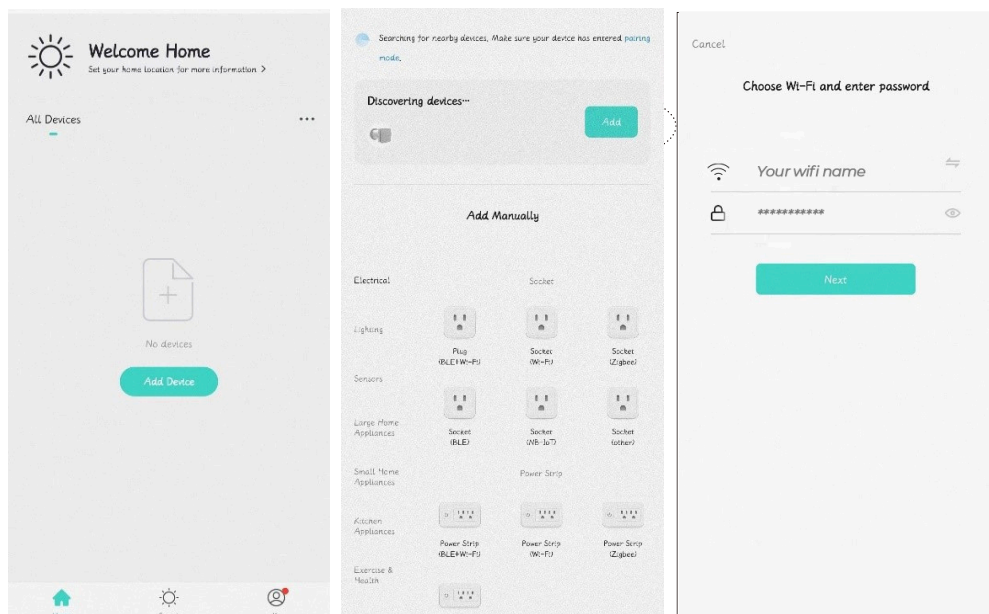 Welcome Home
Set your home location for more information >
All Devices
No devices
Add Device
Searching for nearby devices. Make sure your device has entered pairing
mode.
Discovering devices...
Add
Add Manually
Electrical
Socket
Lighting
Plug
(BLE+Wi-Fi)
Socket
(Wi-Fi)
Socket
(Zigbee)
Sensors
Large Home
Appliances
Socket
(BLE)
Socket
(NB-IoT)
Socket
(other)
Small Home
Appliances
Power Strip
Kitchen
Appliances
Power Strip
(BLE+Wi-Fi)
Power Strip
(Wi-Fi)
Power Strip
(Zigbee)
Exercise &
Health
Cancel
Choose Wi-Fi and enter password
Your wifi name
***********
Next